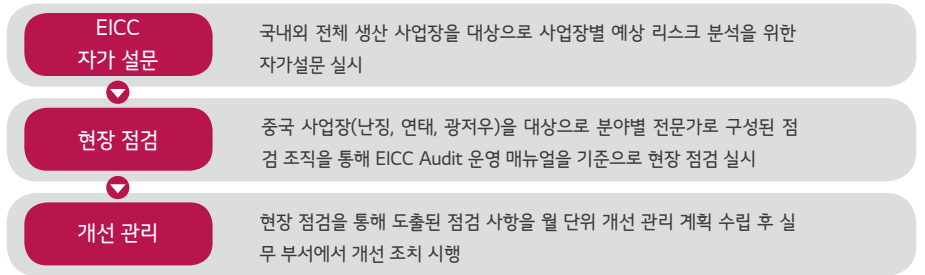 EICC
자가 설문
국내외 전체 생산 사업장을 대상으로 사업장별 예상 리스크 분석을 위한
자가설문 실시
현장 점검
중국 사업장(난징, 연태, 광저우)을 대상으로 분야별 전문가로 구성된 점
검 조직을 통해 EICC Audit 운영 매뉴얼을 기준으로 현장 점검 실시
개선 관리
현장 점검을 통해 도출된 점검 사항을 월 단위 개선 관리 계획 수립 후 실
무 부서에서 개선 조치 시행